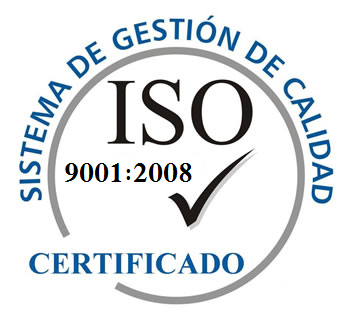 SISTEMA DE GESTIÓN DE CALIDAD
ISO
9001:2008
CERTIFICADO